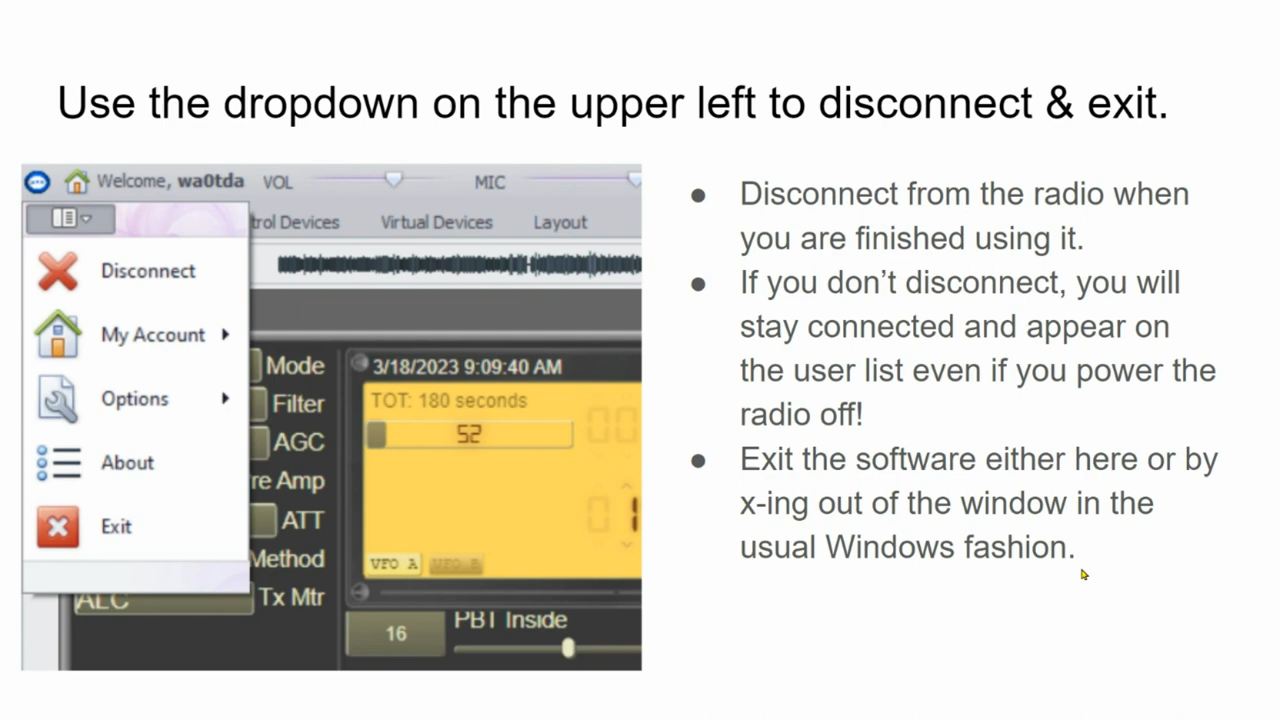 Use the dropdown on the upper left to disconnect & exit.
Welcome, wa0tda VOL MIC
trol Devices Virtual Devices Layout
Disconnect
My Account
Options
About
Exit
Mode
Filter
AGC
re Amp
ATT
Method
ALC Tx Mtr
3/18/2023 9:09:40 AM
TOT: 180 seconds
52
VFO A VFO B
16 PBT Inside
● Disconnect from the radio when
you are finished using it.
● If you don’t disconnect, you will
stay connected and appear on
the user list even if you power the
radio off!
● Exit the software either here or by
x-ing out of the window in the
usual Windows fashion.